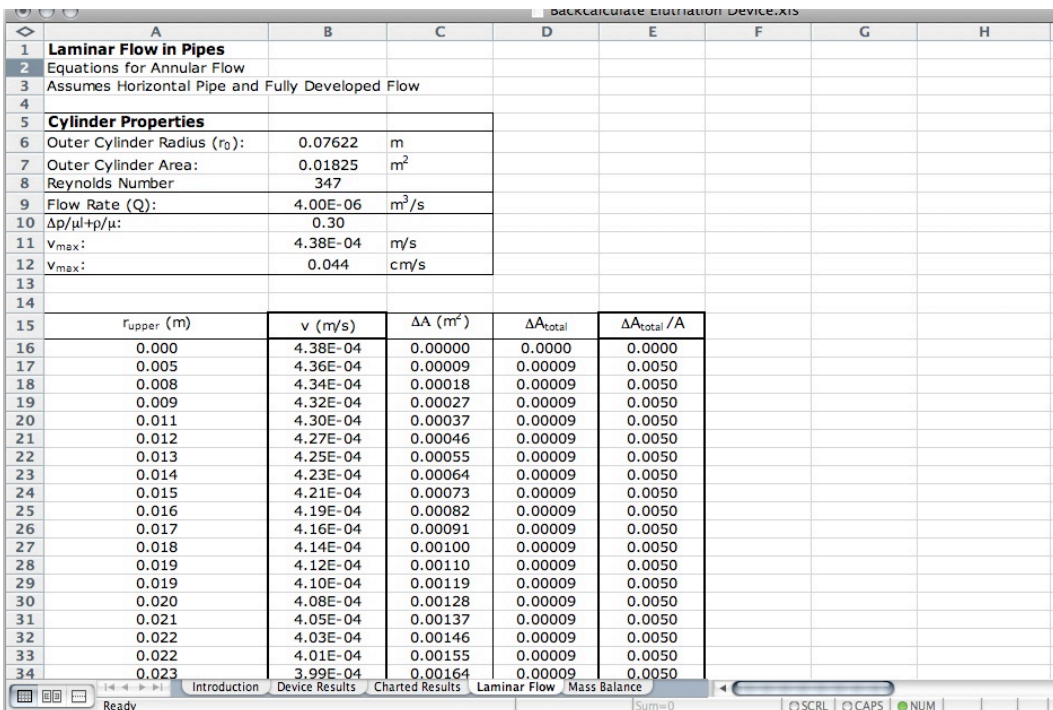 Backcalculate Elutriation Device.xls
A B C D E F G H
1 Laminar Flow in Pipes
2 Equations for Annular Flow
3 Assumes Horizontal Pipe and Fully Developed Flow
4
5 Cylinder Properties
6 Outer Cylinder Radius (r₀): 0.07622 m
7 Outer Cylinder Area: 0.01825 m²
8 Reynolds Number 347
9 Flow Rate (Q): 4.00E-06 m³/s
10 Δp/μl+ρ/μ: 0.30
11 vmax: 4.38E-04 m/s
12 vmax: 0.044 cm/s
13
14
15 rupper (m) v (m/s) ΔA (m²) ΔAtotal ΔAtotal /A
16 0.000 4.38E-04 0.00000 0.0000 0.0000
17 0.005 4.36E-04 0.00009 0.00009 0.0050
18 0.008 4.34E-04 0.00018 0.00009 0.0050
19 0.009 4.32E-04 0.00027 0.00009 0.0050
20 0.011 4.30E-04 0.00037 0.00009 0.0050
21 0.012 4.27E-04 0.00046 0.00009 0.0050
22 0.013 4.25E-04 0.00055 0.00009 0.0050
23 0.014 4.23E-04 0.00064 0.00009 0.0050
24 0.015 4.21E-04 0.00073 0.00009 0.0050
25 0.016 4.19E-04 0.00082 0.00009 0.0050
26 0.017 4.16E-04 0.00091 0.00009 0.0050
27 0.018 4.14E-04 0.00100 0.00009 0.0050
28 0.019 4.12E-04 0.00110 0.00009 0.0050
29 0.019 4.10E-04 0.00119 0.00009 0.0050
30 0.020 4.08E-04 0.00128 0.00009 0.0050
31 0.021 4.05E-04 0.00137 0.00009 0.0050
32 0.022 4.03E-04 0.00146 0.00009 0.0050
33 0.022 4.01E-04 0.00155 0.00009 0.0050
34 0.023 3.99E-04 0.00164 0.00009 0.0050
Introduction Device Results Charted Results Laminar Flow Mass Balance
Ready Sum=0 SCRL CAPS NUM